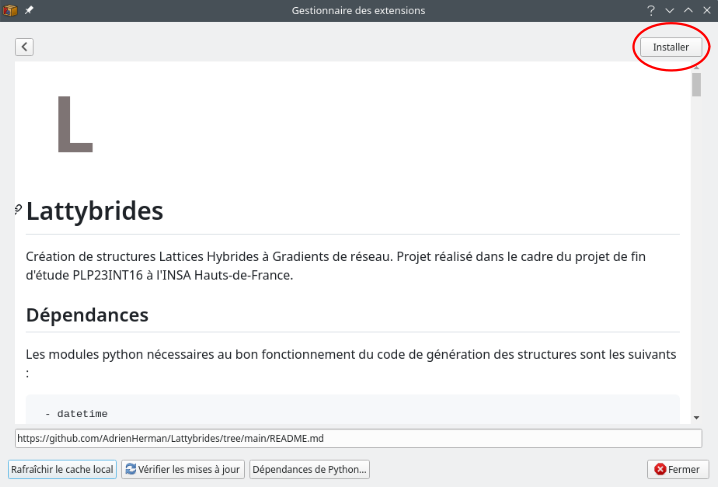 Gestionnaire des extensions
Installer
L
Lattybrides
Création de structures Lattices Hybrides à Gradients de réseau. Projet réalisé dans le cadre du projet de fin
d'étude PLP23INT16 à l'INSA Hauts-de-France.
Dépendances
Les modules python nécessaires au bon fonctionnement du code de génération des structures sont les suivants
:
- datetime
https://github.com/AdrienHerman/Lattybrides/tree/main/README.md
Rafraîchir le cache local Vérifier les mises à jour Dépendances de Python... Fermer